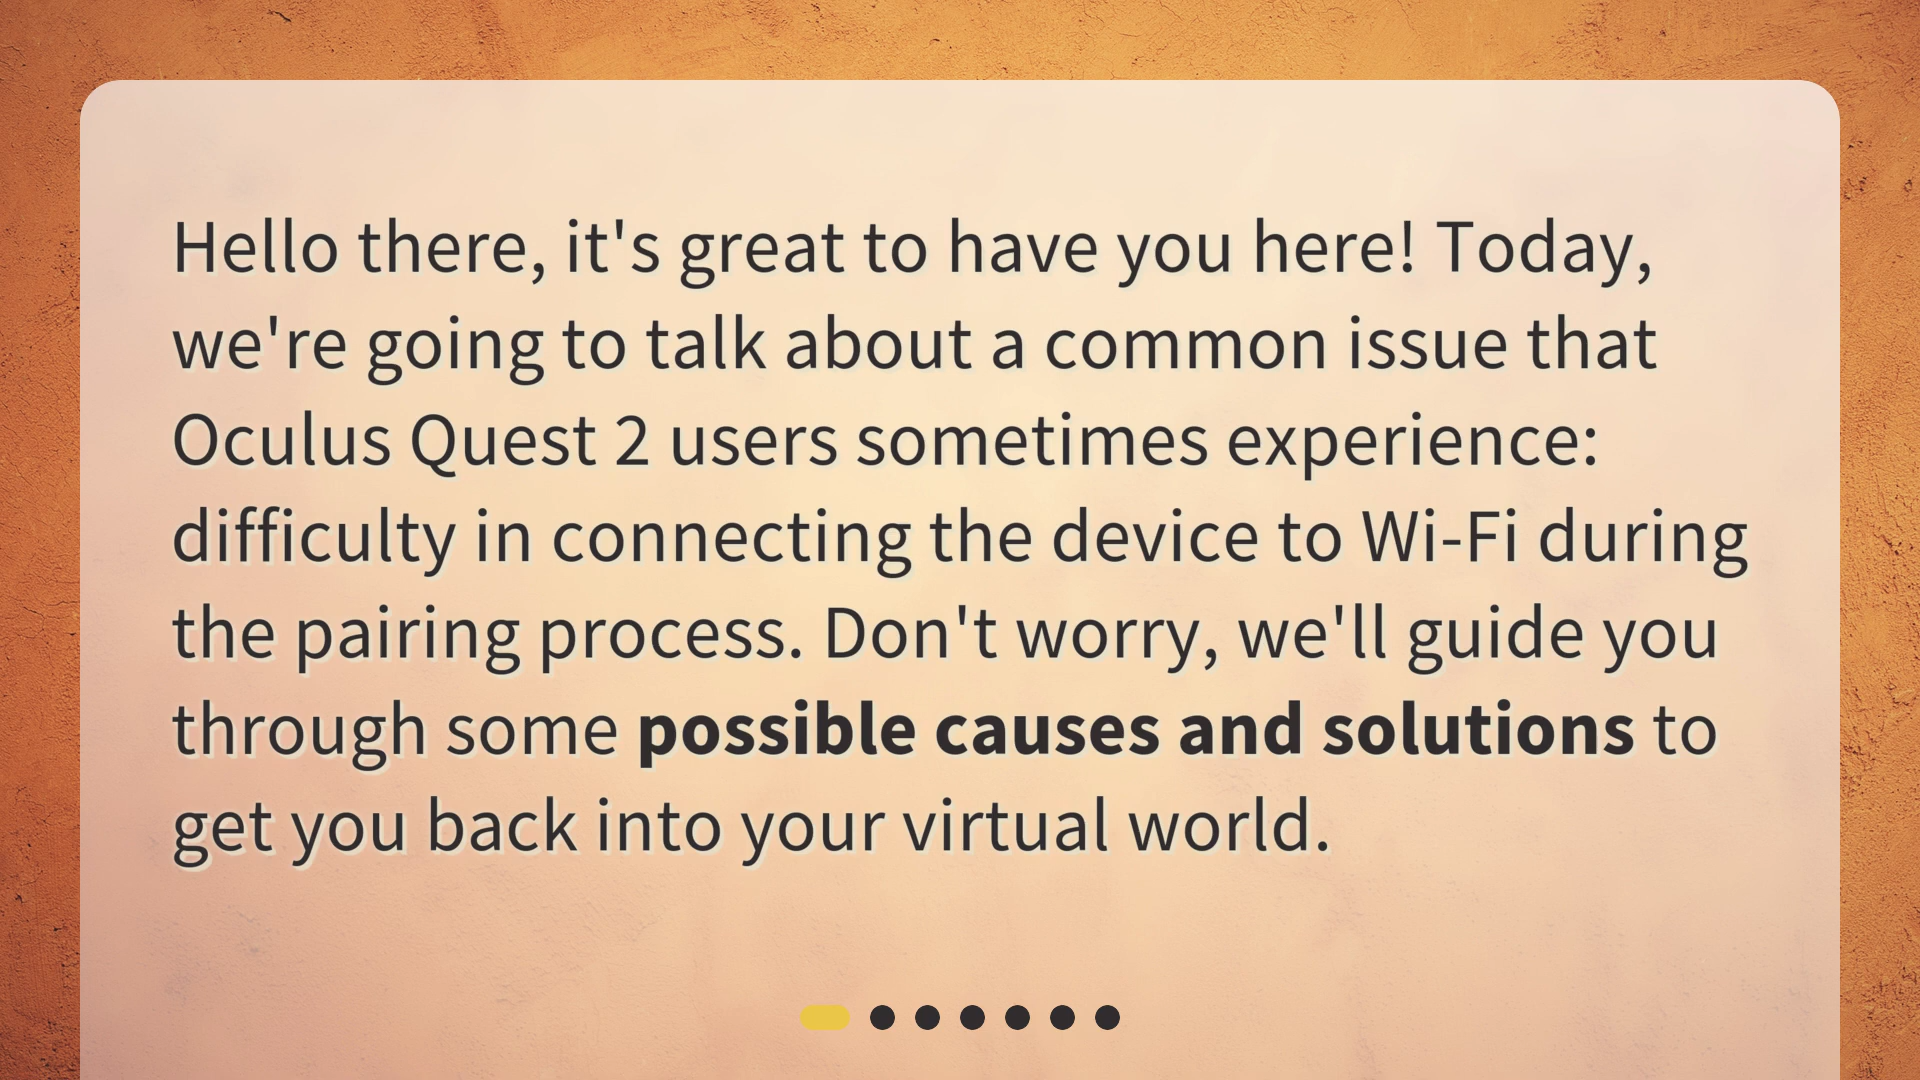 Hello there, it's great to have you here! Today,
we're going to talk about a common issue that
Oculus Quest 2 users sometimes experience:
difficulty in connecting the device to Wi-Fi during
the pairing process. Don't worry, we'll guide you
through some possible causes and solutions to
get you back into your virtual world.